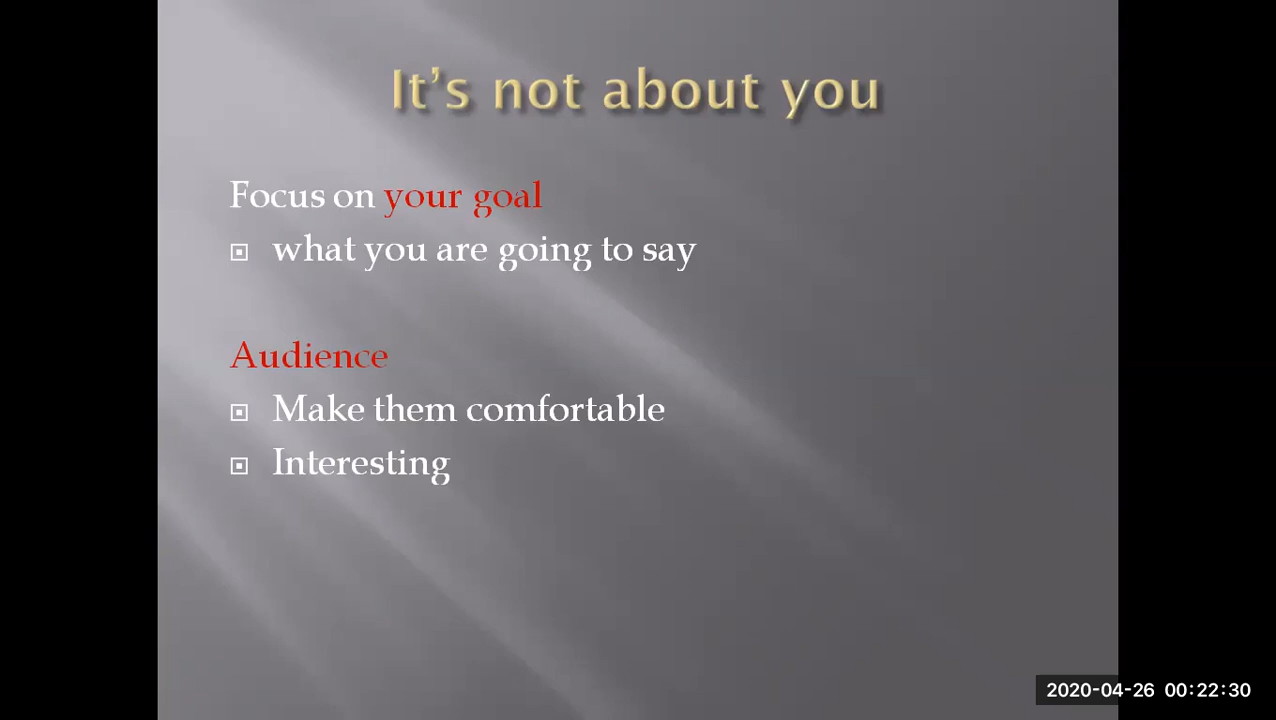 It’s not about you
Focus on your goal
what you are going to say
Audience
Make them comfortable
Interesting
2020-04-26 00:22:30